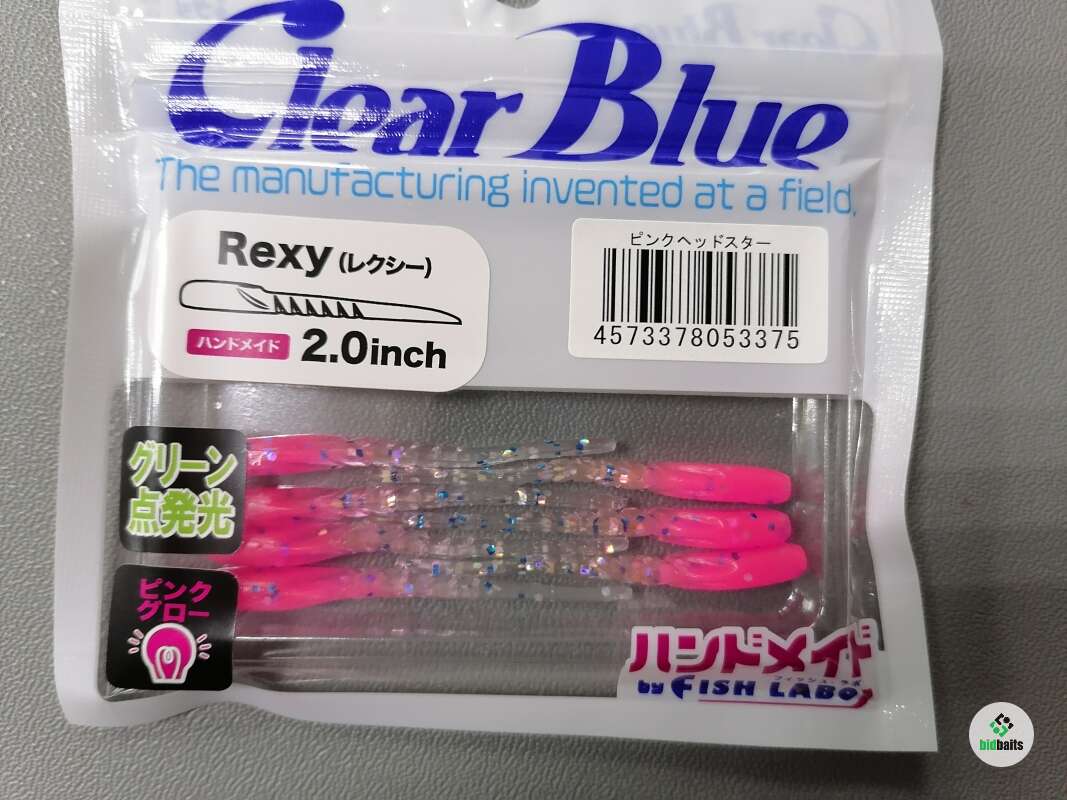 Clear Blue
The manufacturing invented at a field.
Rexy (レクシー)
ハンドメイド 2.0inch
ピンクヘッドスター
4573378053375
グリーン
点発光
ピンク
グロー
ハンドメイド
フィッシュ ラボ
by FISH LABO
bidbaits